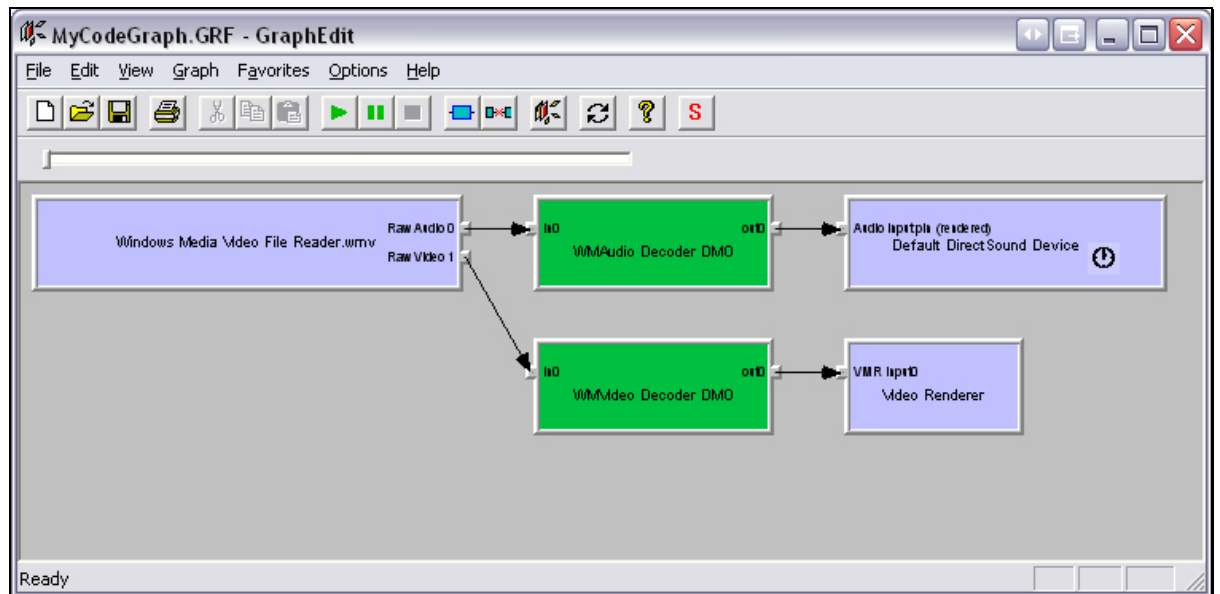 MyCodeGraph.GRF - GraphEdit
File Edit View Graph Favorites Options Help
S
Windows Media Video File Reader.wmv
Raw Audio 0
Raw Video 1
in0
out0
WMAudio Decoder DMO
Audio Input pin (rendered)
Default DirectSound Device
in0
out0
WMVideo Decoder DMO
VMR Input0
Video Renderer
Ready